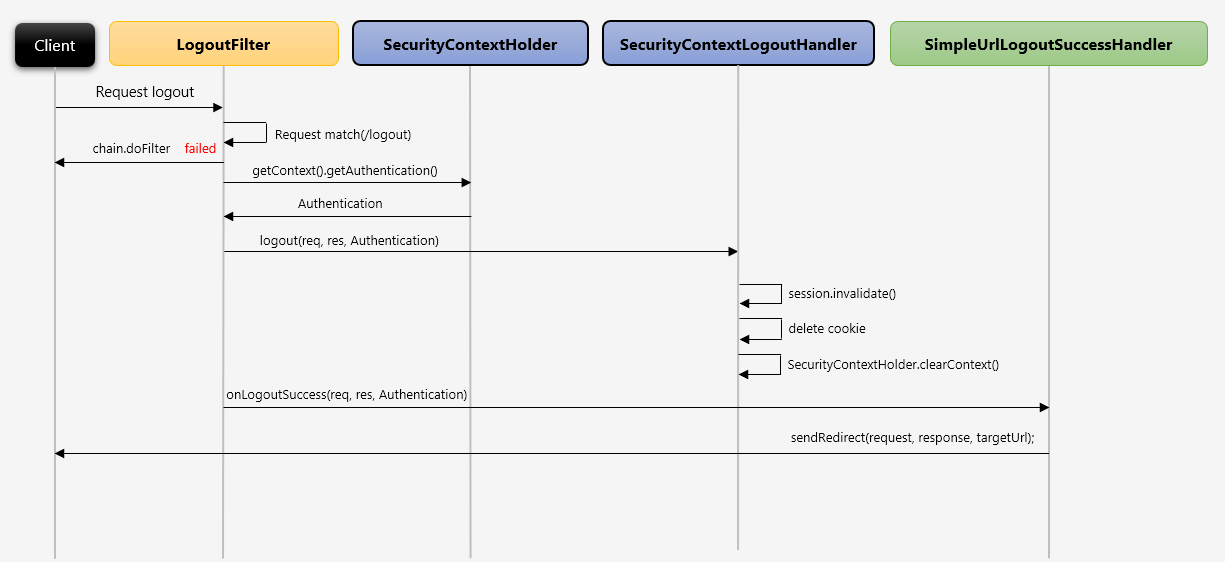 Client
LogoutFilter
SecurityContextHolder
SecurityContextLogoutHandler
SimpleUrlLogoutSuccessHandler
Request logout
Request match(/logout)
chain.doFilter failed
getContext().getAuthentication()
Authentication
logout(req, res, Authentication)
session.invalidate()
delete cookie
SecurityContextHolder.clearContext()
onLogoutSuccess(req, res, Authentication)
sendRedirect(request, response, targetUrl);